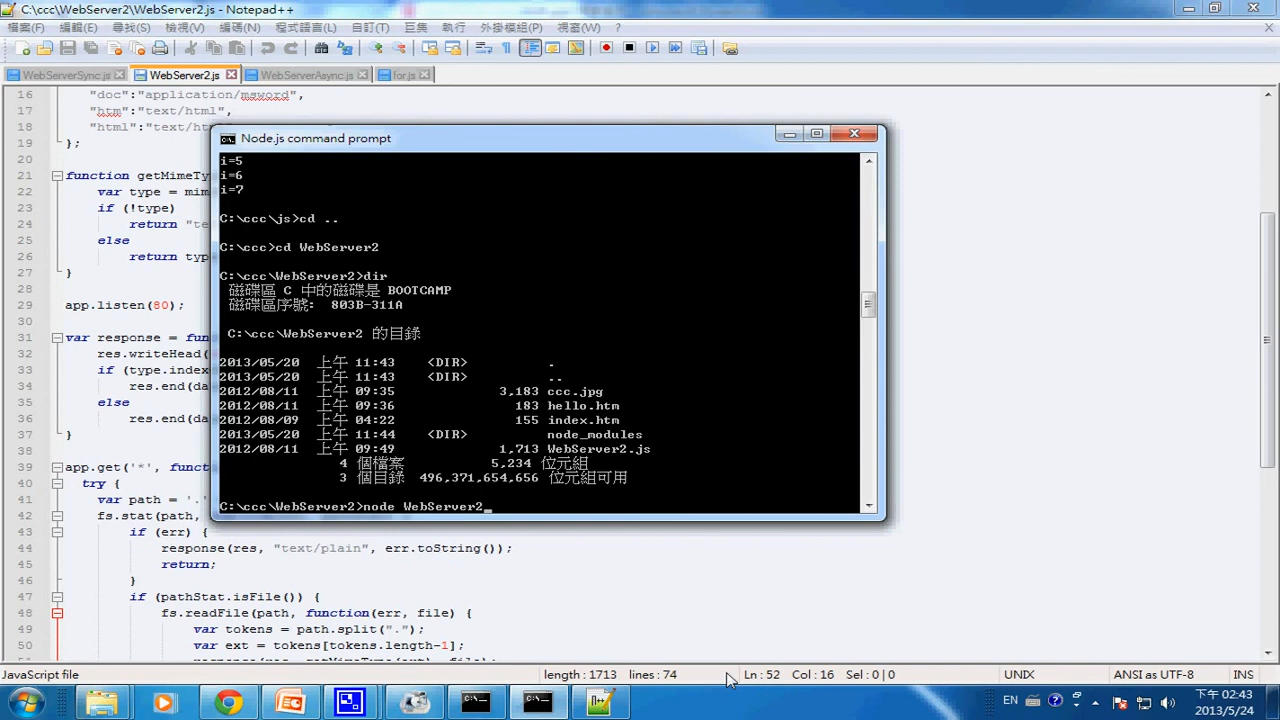 C:\ccc\WebServer2\WebServer2.js - Notepad++
檔案(F) 編輯(E) 尋找(S) 檢視(V) 編碼(N) 程式語言(L) 自訂(T) 巨集 執行 外掛模組(P) 視窗(W) ? X
WebServerSync.js WebServer2.js WebServerAsync.js for.js
16 "doc":"application/msword",
17 "htm":"text/html",
18 "html":"text/ht
19 };
20
21 function getMimeTy
22 var type = mim
23 if (!type)
24 return "te
25 else
26 return typ
27 }
28
29 app.listen(80);
30
31 var response = fun
32 res.writeHead(
33 if (type.index
34 res.end(da
35 else
36 res.end(da
37 }
38
39 app.get('*', funct
40 try {
41 var path = '.'
42 fs.stat(path,
43 if (err) {
44 response(res, "text/plain", err.toString());
45 return;
46 }
47 if (pathStat.isFile()) {
48 fs.readFile(path, function(err, file) {
49 var tokens = path.split(".");
50 var ext = tokens[tokens.length-1];
Node.js command prompt
i=5
i=6
i=7
C:\ccc\js>cd ..
C:\ccc>cd WebServer2
C:\ccc\WebServer2>dir
磁碟區 C 中的磁碟是 BOOTCAMP
磁碟區序號: 803B-311A
C:\ccc\WebServer2 的目錄
2013/05/20 上午 11:43 <DIR> .
2013/05/20 上午 11:43 <DIR> ..
2012/08/11 上午 09:35 3,183 ccc.jpg
2012/08/11 上午 09:36 183 hello.htm
2012/08/09 上午 04:22 155 index.htm
2013/05/20 上午 11:44 <DIR> node_modules
2012/08/11 上午 09:49 1,713 WebServer2.js
4 個檔案 5,234 位元組
3 個目錄 496,371,654,656 位元組可用
C:\ccc\WebServer2>node WebServer2_
JavaScript file length : 1713 lines : 74 Ln : 52 Col : 16 Sel : 0 | 0 UNIX ANSI as UTF-8 INS
EN 下午 02:43
2013/5/24